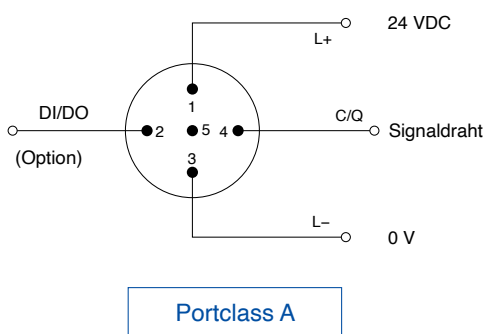 24 VDC
L+
1
DI/DO
2
5
4
C/Q
Signaldraht
(Option)
3
L–
0 V
Portclass A